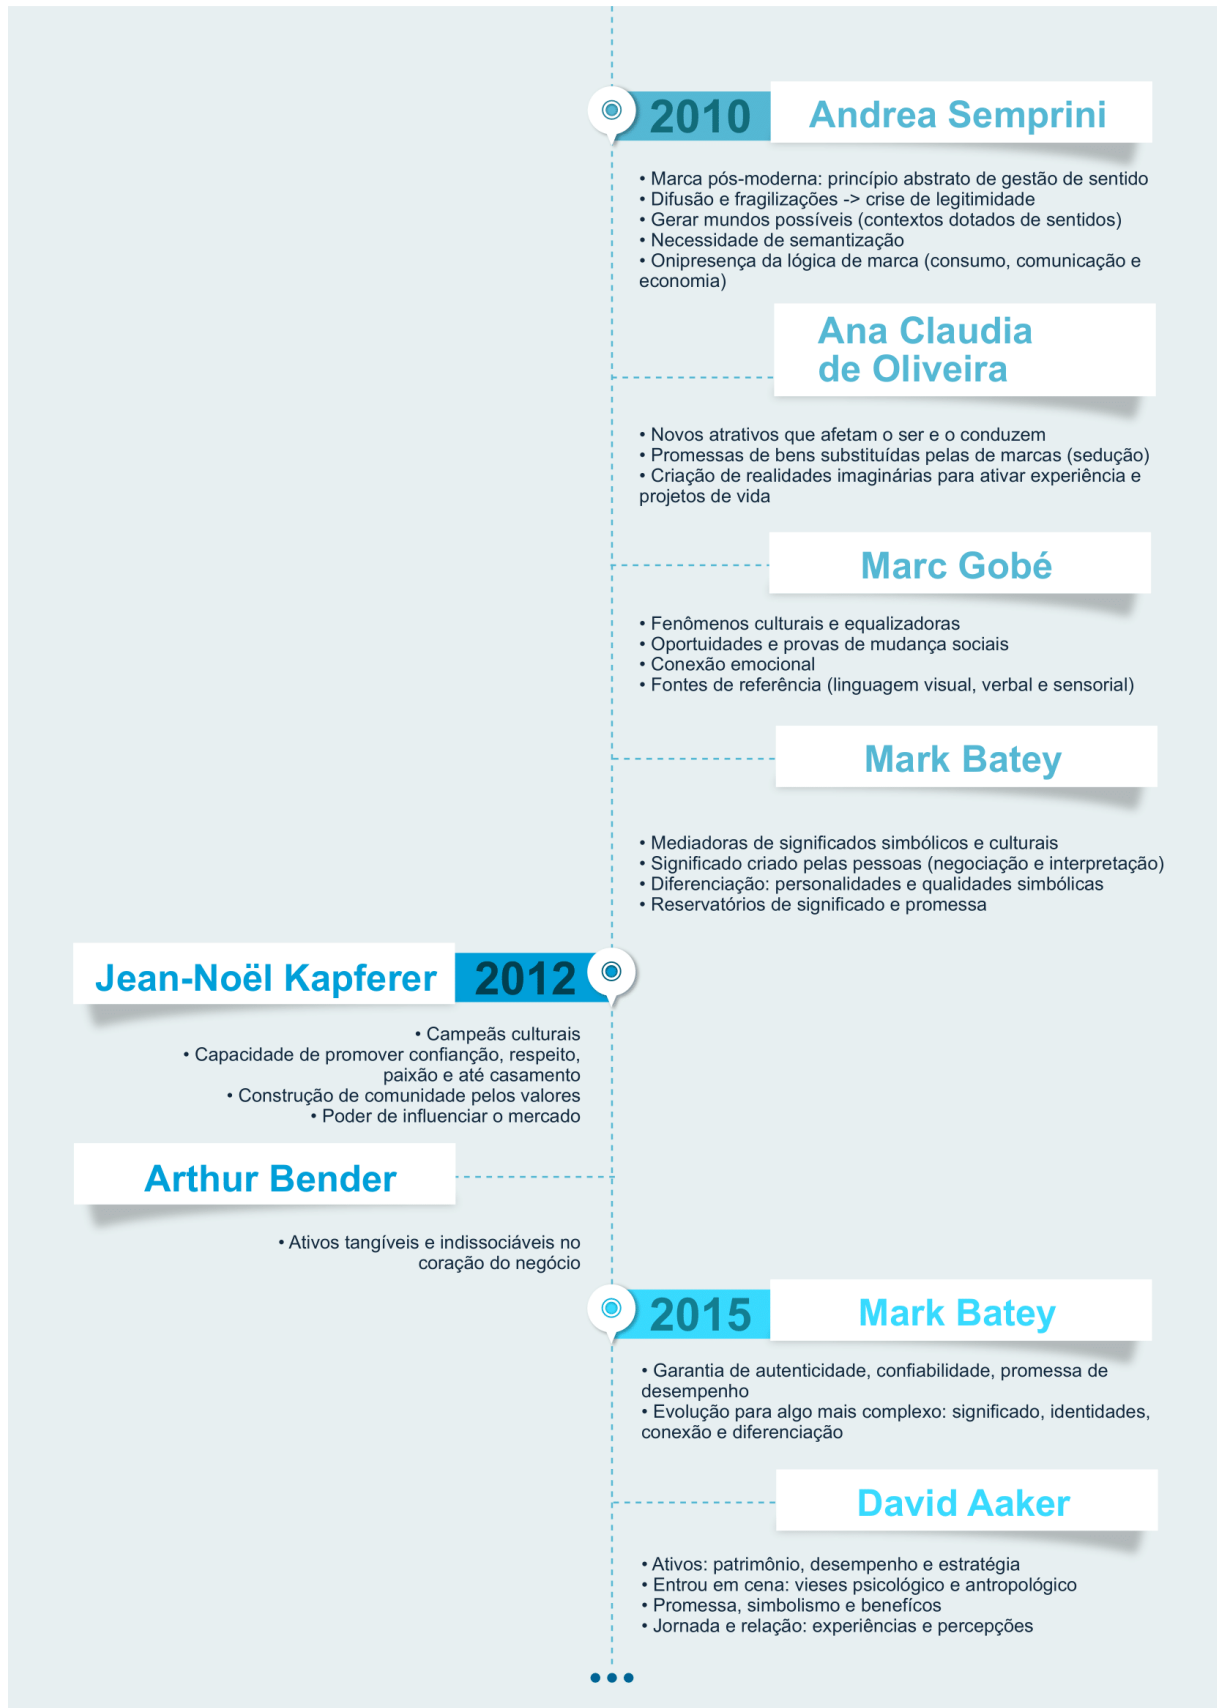 2010 Andrea Semprini
• Marca pós-moderna: princípio abstrato de gestão de sentido
• Difusão e fragilizações -> crise de legitimidade
• Gerar mundos possíveis (contextos dotados de sentidos)
• Necessidade de semantização
• Onipresença da lógica de marca (consumo, comunicação e
economia)
Ana Claudia
de Oliveira
• Novos atrativos que afetam o ser e o conduzem
• Promessas de bens substituídas pelas de marcas (sedução)
• Criação de realidades imaginárias para ativar experiência e
projetos de vida
Marc Gobé
• Fenômenos culturais e equalizadoras
• Oportuidades e provas de mudança sociais
• Conexão emocional
• Fontes de referência (linguagem visual, verbal e sensorial)
Mark Batey
• Mediadoras de significados simbólicos e culturais
• Significado criado pelas pessoas (negociação e interpretação)
• Diferenciação: personalidades e qualidades simbólicas
• Reservatórios de significado e promessa
Jean-Noël Kapferer 2012
• Campeãs culturais
• Capacidade de promover confianção, respeito,
paixão e até casamento
• Construção de comunidade pelos valores
• Poder de influenciar o mercado
Arthur Bender
• Ativos tangíveis e indissociáveis no
coração do negócio
2015 Mark Batey
• Garantia de autenticidade, confiabilidade, promessa de
desempenho
• Evolução para algo mais complexo: significado, identidades,
conexão e diferenciação
David Aaker
• Ativos: patrimônio, desempenho e estratégia
• Entrou em cena: vieses psicológico e antropológico
• Promessa, simbolismo e benefícos
• Jornada e relação: experiências e percepções